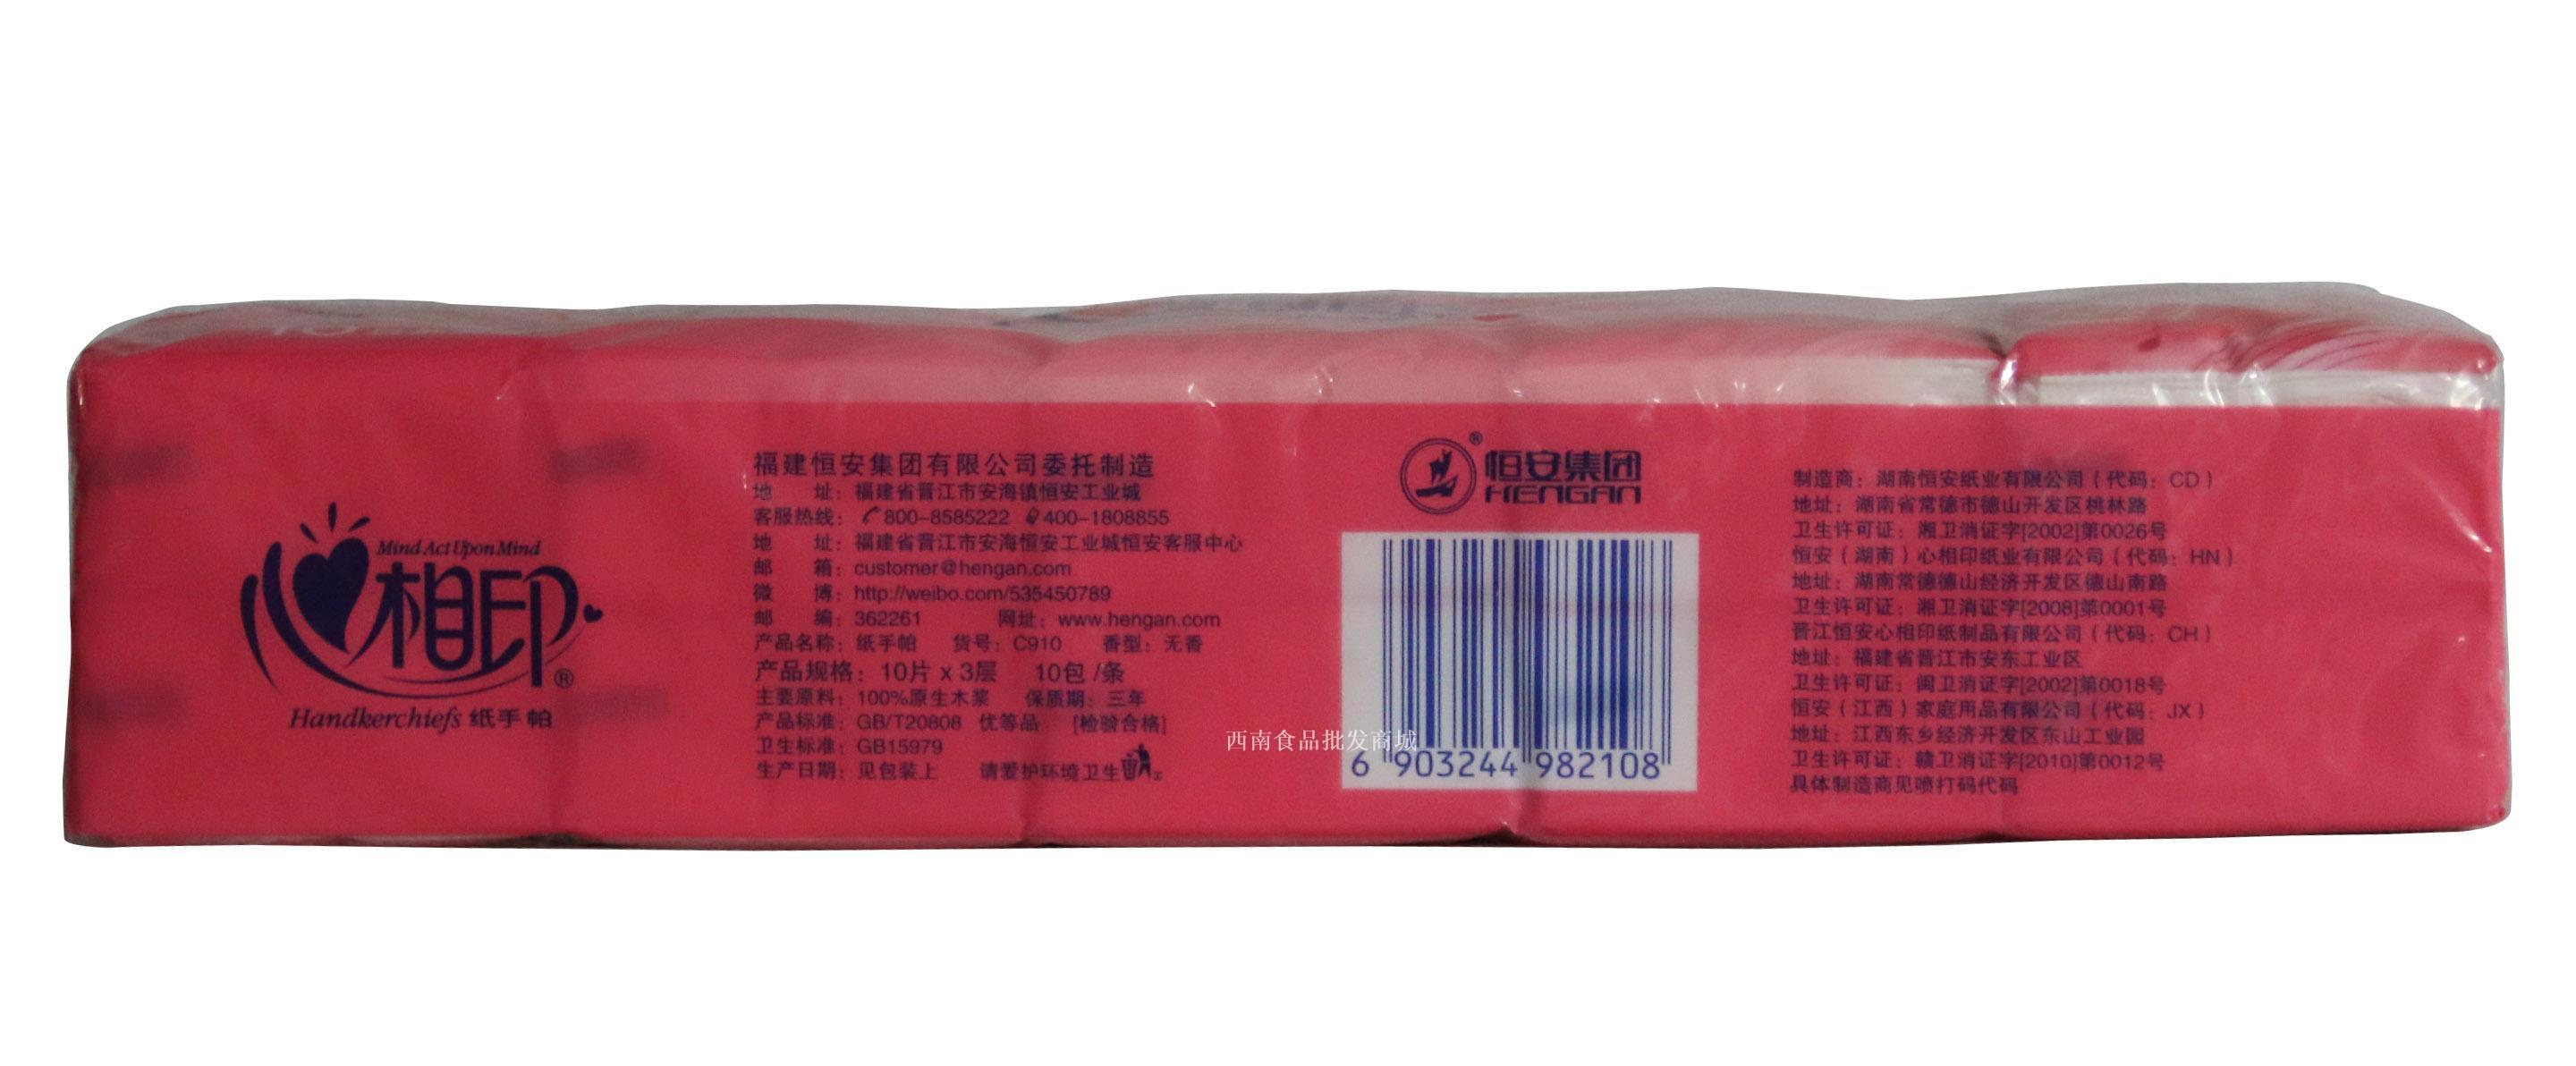 Mind Act Upon Mind
心相印®
Handkerchiefs 纸手帕
福建恒安集团有限公司委托制造
地 址：福建省晋江市安海镇恒安工业城
客服热线：800-8585222 400-1808855
地 址：福建省晋江市安海恒安工业城恒安客服中心
邮 箱：customer@hengan.com
微 博：http://weibo.com/535450789
邮 编：362261 网址：www.hengan.com
产品名称：纸手帕 货号：C910 香型：无香
产品规格：10片 x 3层 10包 /条
主要原料：100%原生木浆 保质期：三年
产品标准：GB/T20808 优等品 [检验合格]
卫生标准：GB15979
生产日期：见包装上 请爱护环境卫生
恒安集团®
HENGAN
6 903244 982108
西南食品批发商城
制造商：湖南恒安纸业有限公司（代码：CD）
地址：湖南省常德市德山开发区桃林路
卫生许可证：湘卫消证字[2002]第0026号
恒安（湖南）心相印纸业有限公司（代码：HN）
地址：湖南常德德山经济开发区德山南路
卫生许可证：湘卫消证字[2008]第0001号
晋江恒安心相印纸制品有限公司（代码：CH）
地址：福建省晋江市安东工业区
卫生许可证：闽卫消证字[2002]第0018号
恒安（江西）家庭用品有限公司（代码：JX）
地址：江西东乡经济开发区东山工业园
卫生许可证：赣卫消证字[2010]第0012号
具体制造商见喷打码代码